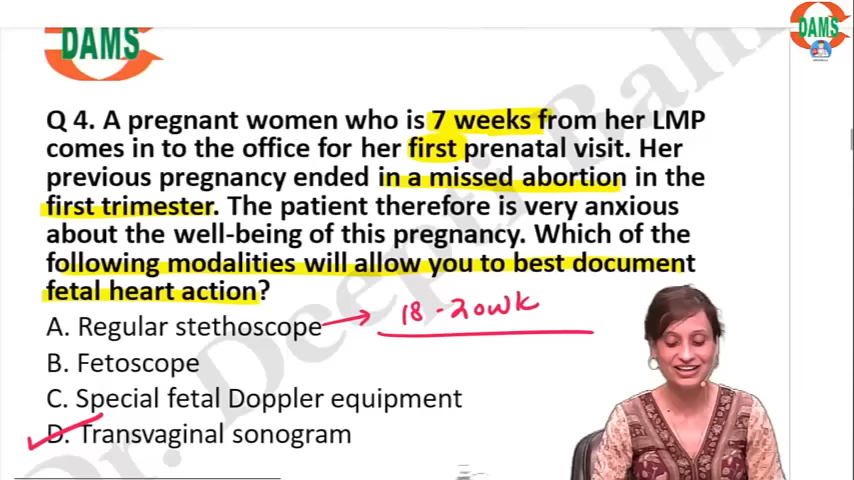 DAMS
DAMS
Q 4. A pregnant women who is 7 weeks from her LMP
comes in to the office for her first prenatal visit. Her
previous pregnancy ended in a missed abortion in the
first trimester. The patient therefore is very anxious
about the well-being of this pregnancy. Which of the
following modalities will allow you to best document
fetal heart action?
A. Regular stethoscope
18-20wk
B. Fetoscope
C. Special fetal Doppler equipment
D. Transvaginal sonogram
Dr. Deepti Bah